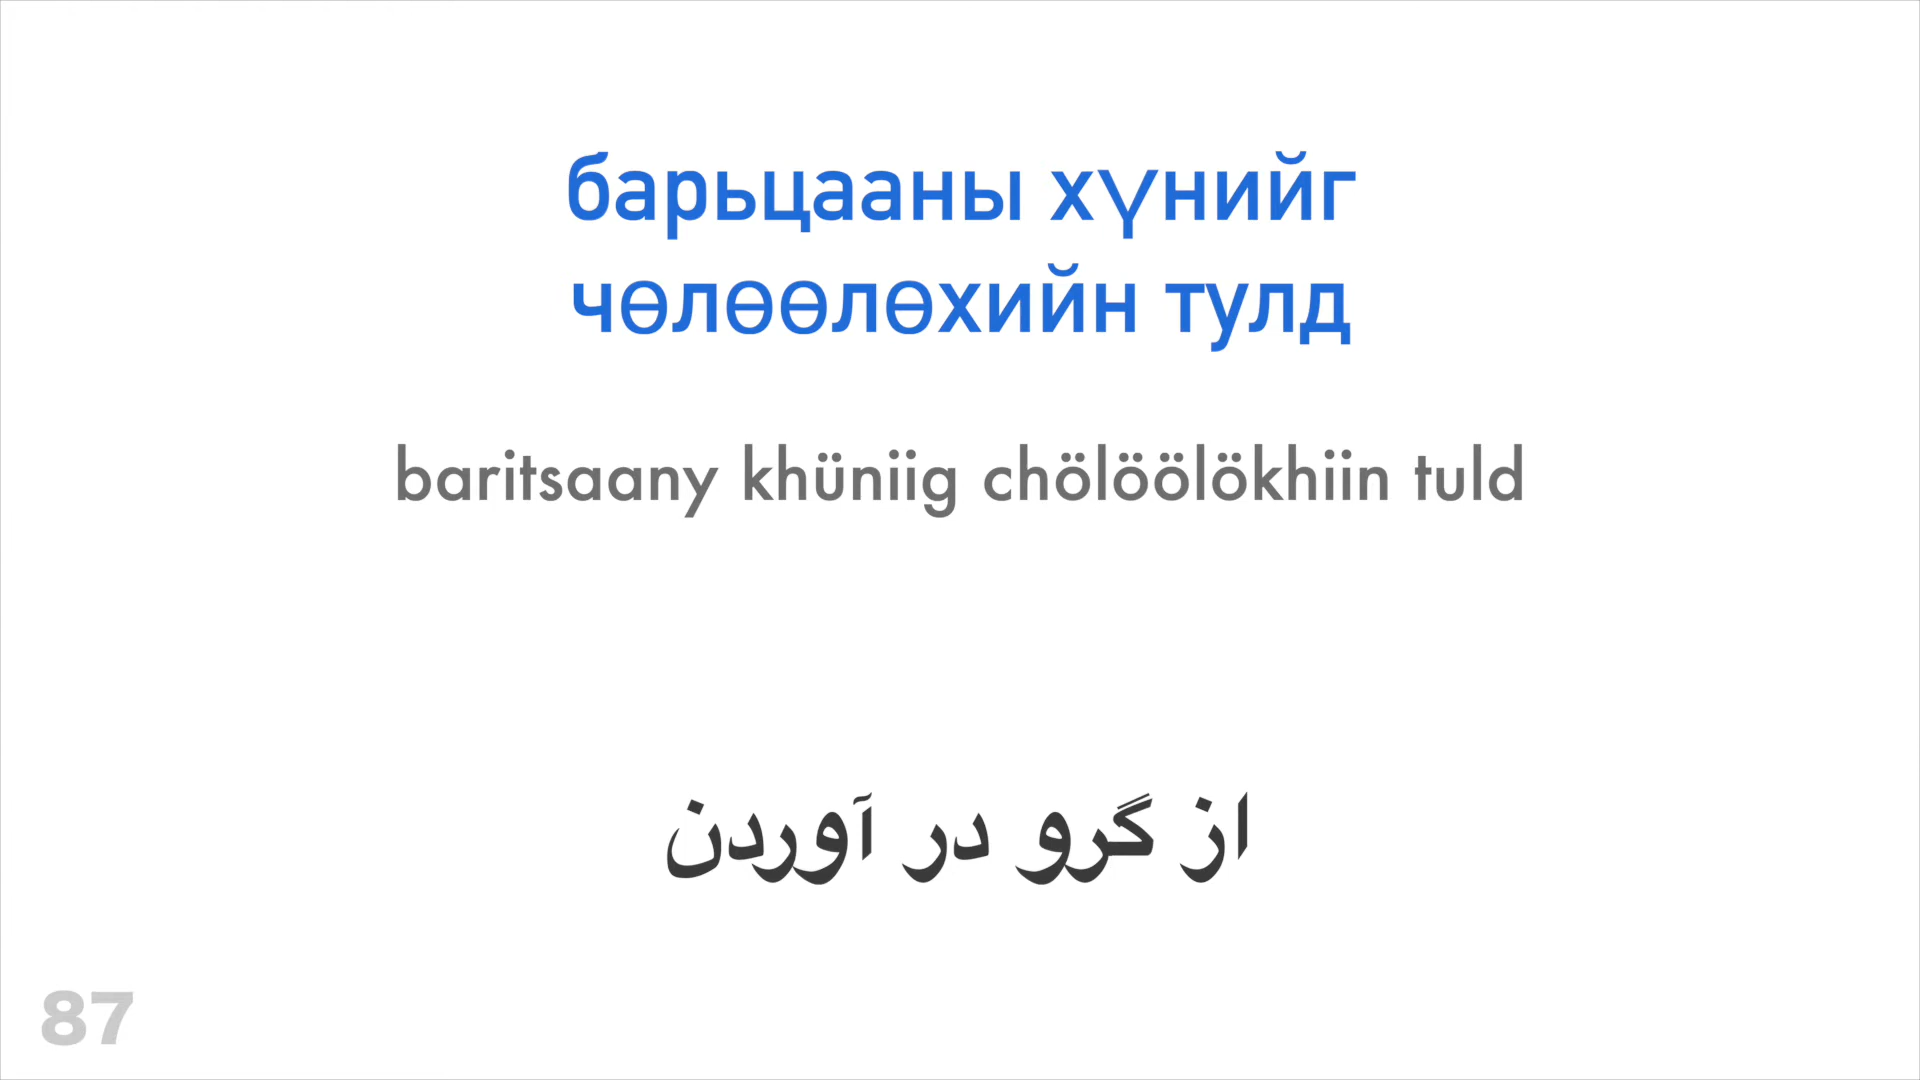 барьцааны хүнийг
чөлөөлөхийн тулд
baritsaany khüniig chölöölökhiin tuld
از گرو در آوردن
87